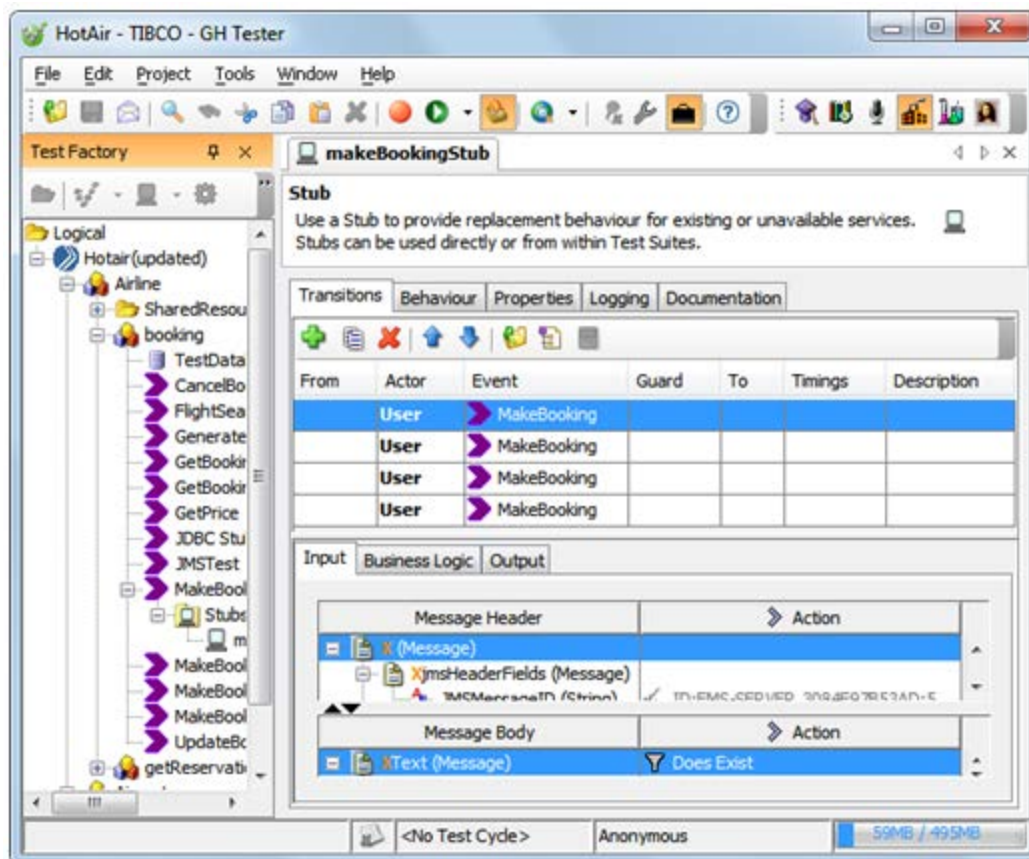 HotAir - TIBCO - GH Tester
File Edit Project Tools Window Help
Test Factory
makeBookingStub
Stub
Use a Stub to provide replacement behaviour for existing or unavailable services.
Stubs can be used directly or from within Test Suites.
Logical
Hotair(updated)
Airline
SharedResou
booking
TestData
CancelBo
FlightSea
Generate
GetBookir
GetBookir
GetPrice
JDBC Stu
JMSTest
MakeBool
Stubs
m
MakeBool
MakeBool
MakeBool
UpdateBc
getReservati
Transitions Behaviour Properties Logging Documentation
From Actor Event Guard To Timings Description
User MakeBooking
User MakeBooking
User MakeBooking
User MakeBooking
Input Business Logic Output
Message Header Action
X (Message)
XjmsHeaderFields (Message)
JMSMessageID (String)
Message Body Action
XText (Message) Does Exist
<No Test Cycle> Anonymous 59MB / 495MB